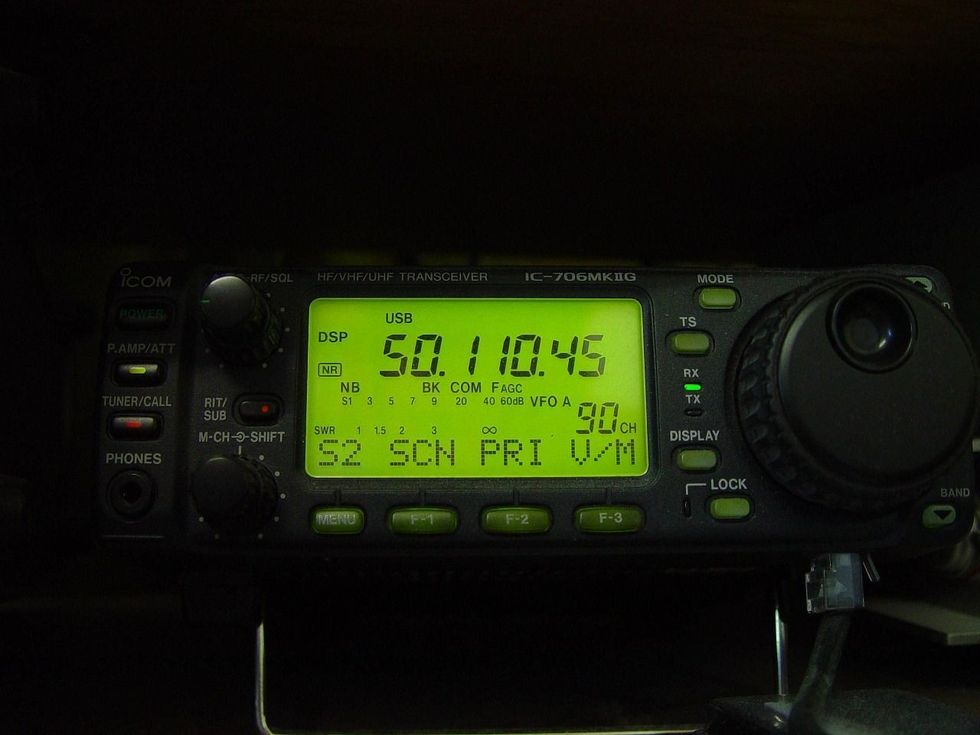 ICOM
RF/SQL
HF/VHF/UHF TRANSCEIVER
IC-706MKIIG
MODE
POWER
P.AMP/ATT
TUNER/CALL
PHONES
RIT/
SUB
M-CH
SHIFT
USB
DSP
50.110.45
NR
NB BK COM FAGC
S1 3 5 7 9 20 40 60dB VFO A
90CH
SWR 1 1.5 2 3 ∞
S2 SCN PRI V/M
MENU F-1 F-2 F-3
TS
RX
TX
DISPLAY
LOCK
BAND